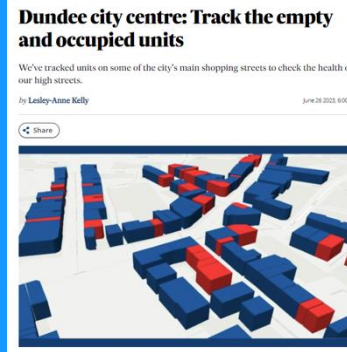 Dundee city centre: Track the empty
and occupied units
We've tracked units on some of the city's main shopping streets to check the health
our high streets.
by Lesley-Anne Kelly
June 26 2023,
Share